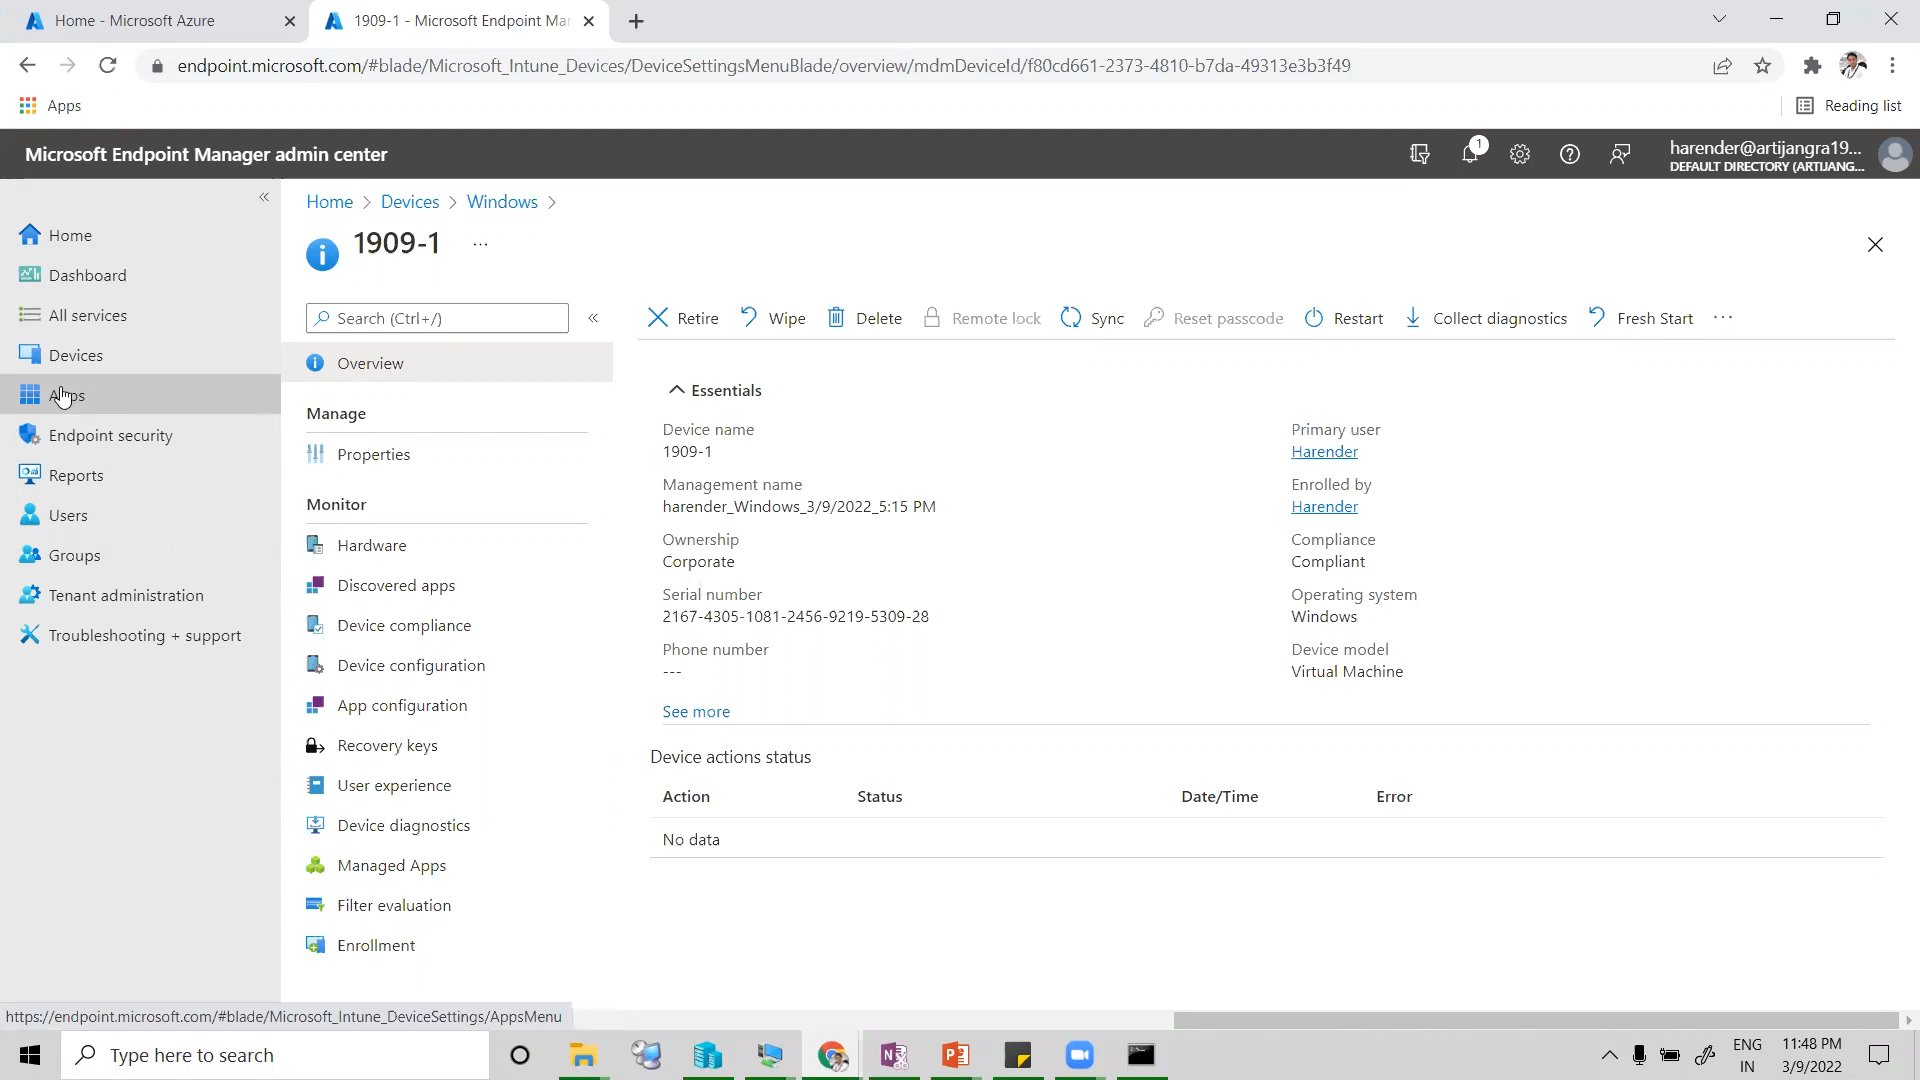 Home - Microsoft Azure
1909-1 - Microsoft Endpoint Mar
endpoint.microsoft.com/#blade/Microsoft_Intune_Devices/DeviceSettingsMenuBlade/overview/mdmDeviceId/f80cd661-2373-4810-b7da-49313e3b3f49
Apps
Reading list
Microsoft Endpoint Manager admin center
1
harender@artijangra19...
DEFAULT DIRECTORY (ARTIJANG...
Home
Dashboard
All services
Devices
Apps
Endpoint security
Reports
Users
Groups
Tenant administration
Troubleshooting + support
Home > Devices > Windows >
1909-1 ...
Search (Ctrl+/)
Overview
Manage
Properties
Monitor
Hardware
Discovered apps
Device compliance
Device configuration
App configuration
Recovery keys
User experience
Device diagnostics
Managed Apps
Filter evaluation
Enrollment
Retire Wipe Delete Remote lock Sync Reset passcode Restart Collect diagnostics Fresh Start ...
Essentials
Device name
1909-1
Management name
harender_Windows_3/9/2022_5:15 PM
Ownership
Corporate
Serial number
2167-4305-1081-2456-9219-5309-28
Phone number
---
See more
Primary user
Harender
Enrolled by
Harender
Compliance
Compliant
Operating system
Windows
Device model
Virtual Machine
Device actions status
Action Status Date/Time Error
No data
https://endpoint.microsoft.com/#blade/Microsoft_Intune_DeviceSettings/AppsMenu
Type here to search
ENG
IN
11:48 PM
3/9/2022